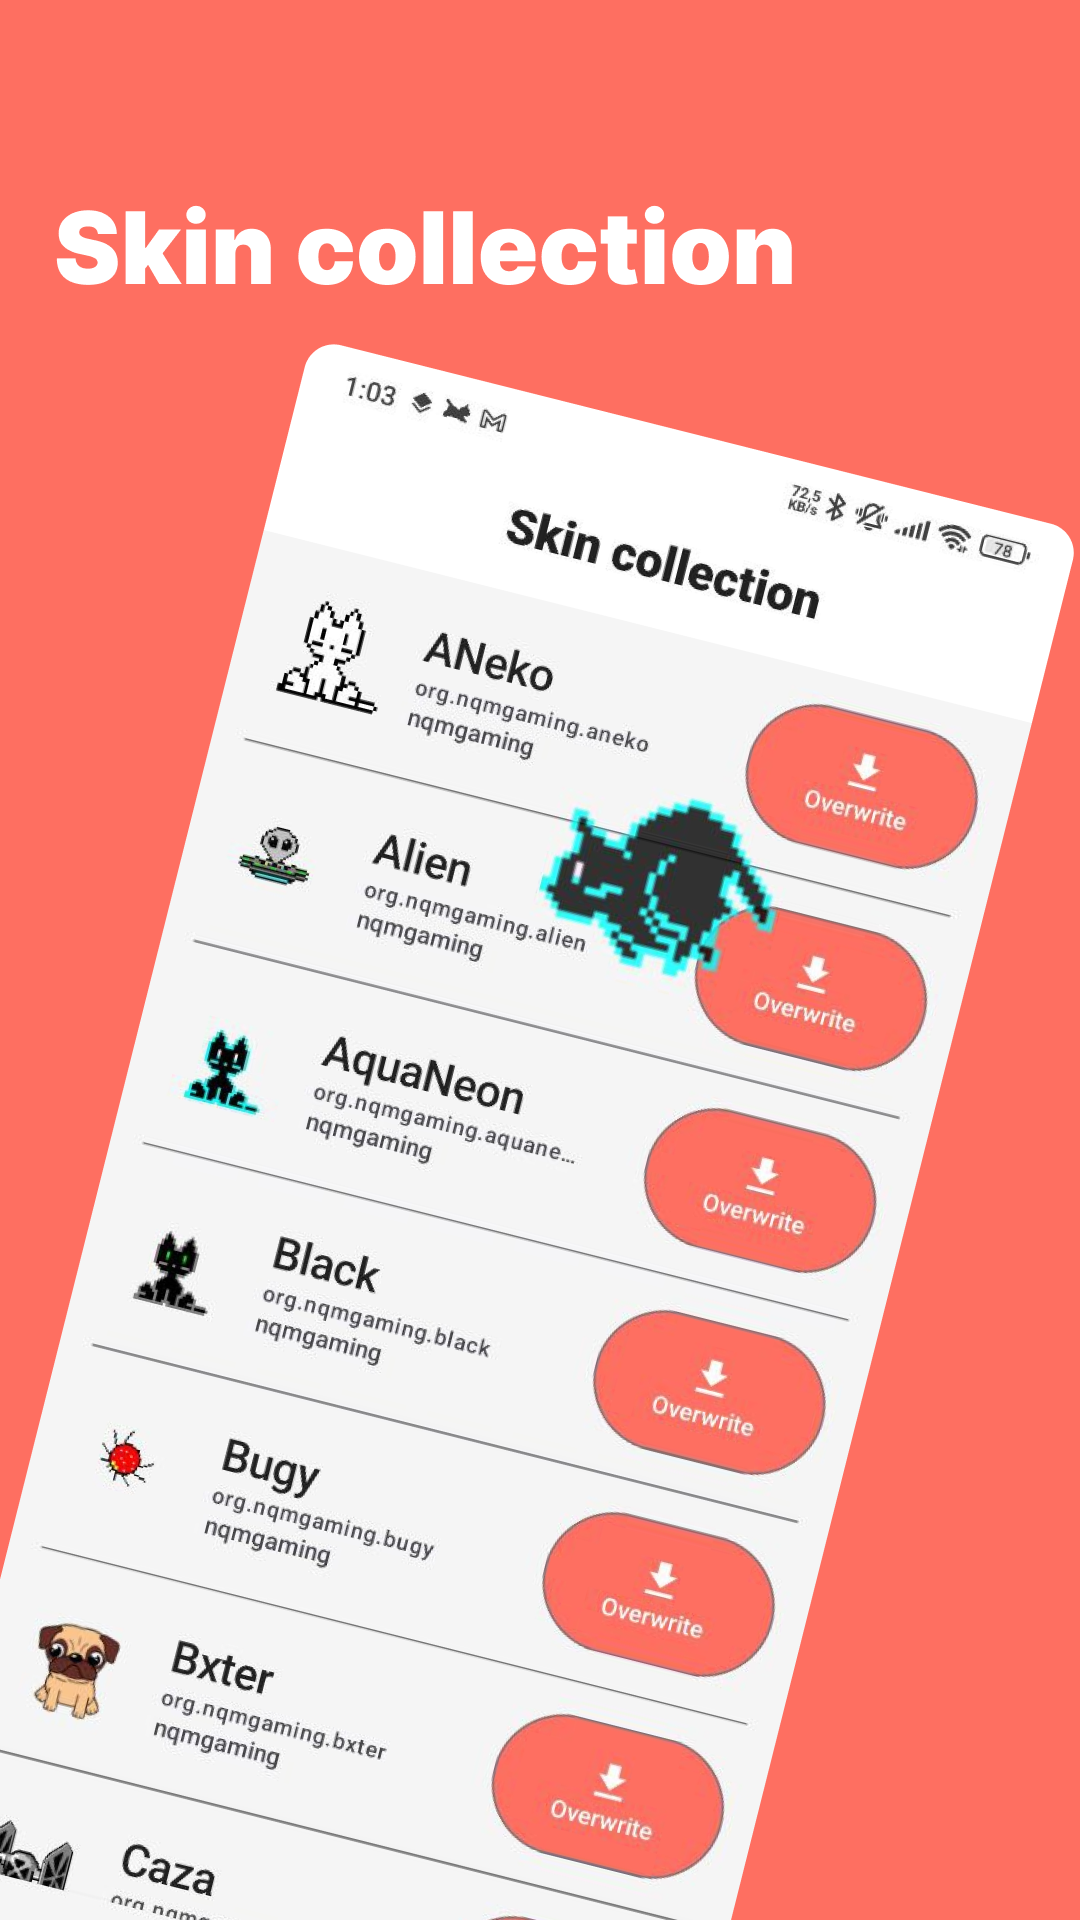 Skin collection
1:03
72,5
KB/s
78
Skin collection
ANeko
org.nqmgaming.aneko
nqmgaming
Overwrite
Alien
org.nqmgaming.alien
nqmgaming
Overwrite
AquaNeon
org.nqmgaming.aquane...
nqmgaming
Overwrite
Black
org.nqmgaming.black
nqmgaming
Overwrite
Bugy
org.nqmgaming.bugy
nqmgaming
Overwrite
Bxter
org.nqmgaming.bxter
nqmgaming
Overwrite
Caza